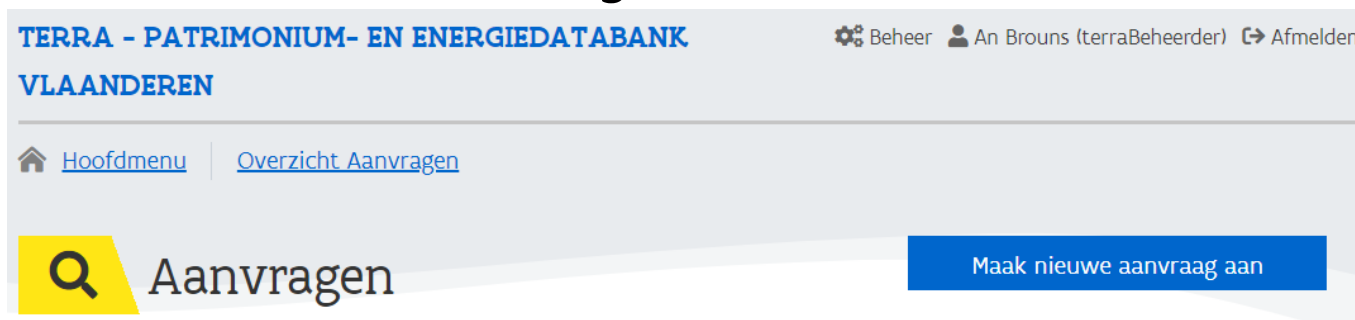 TERRA - PATRIMONIUM- EN ENERGIEDATABANK
VLAANDEREN
Beheer An Brouns (terraBeheerder) Afmelden
Hoofdmenu Overzicht Aanvragen
Aanvragen
Maak nieuwe aanvraag aan